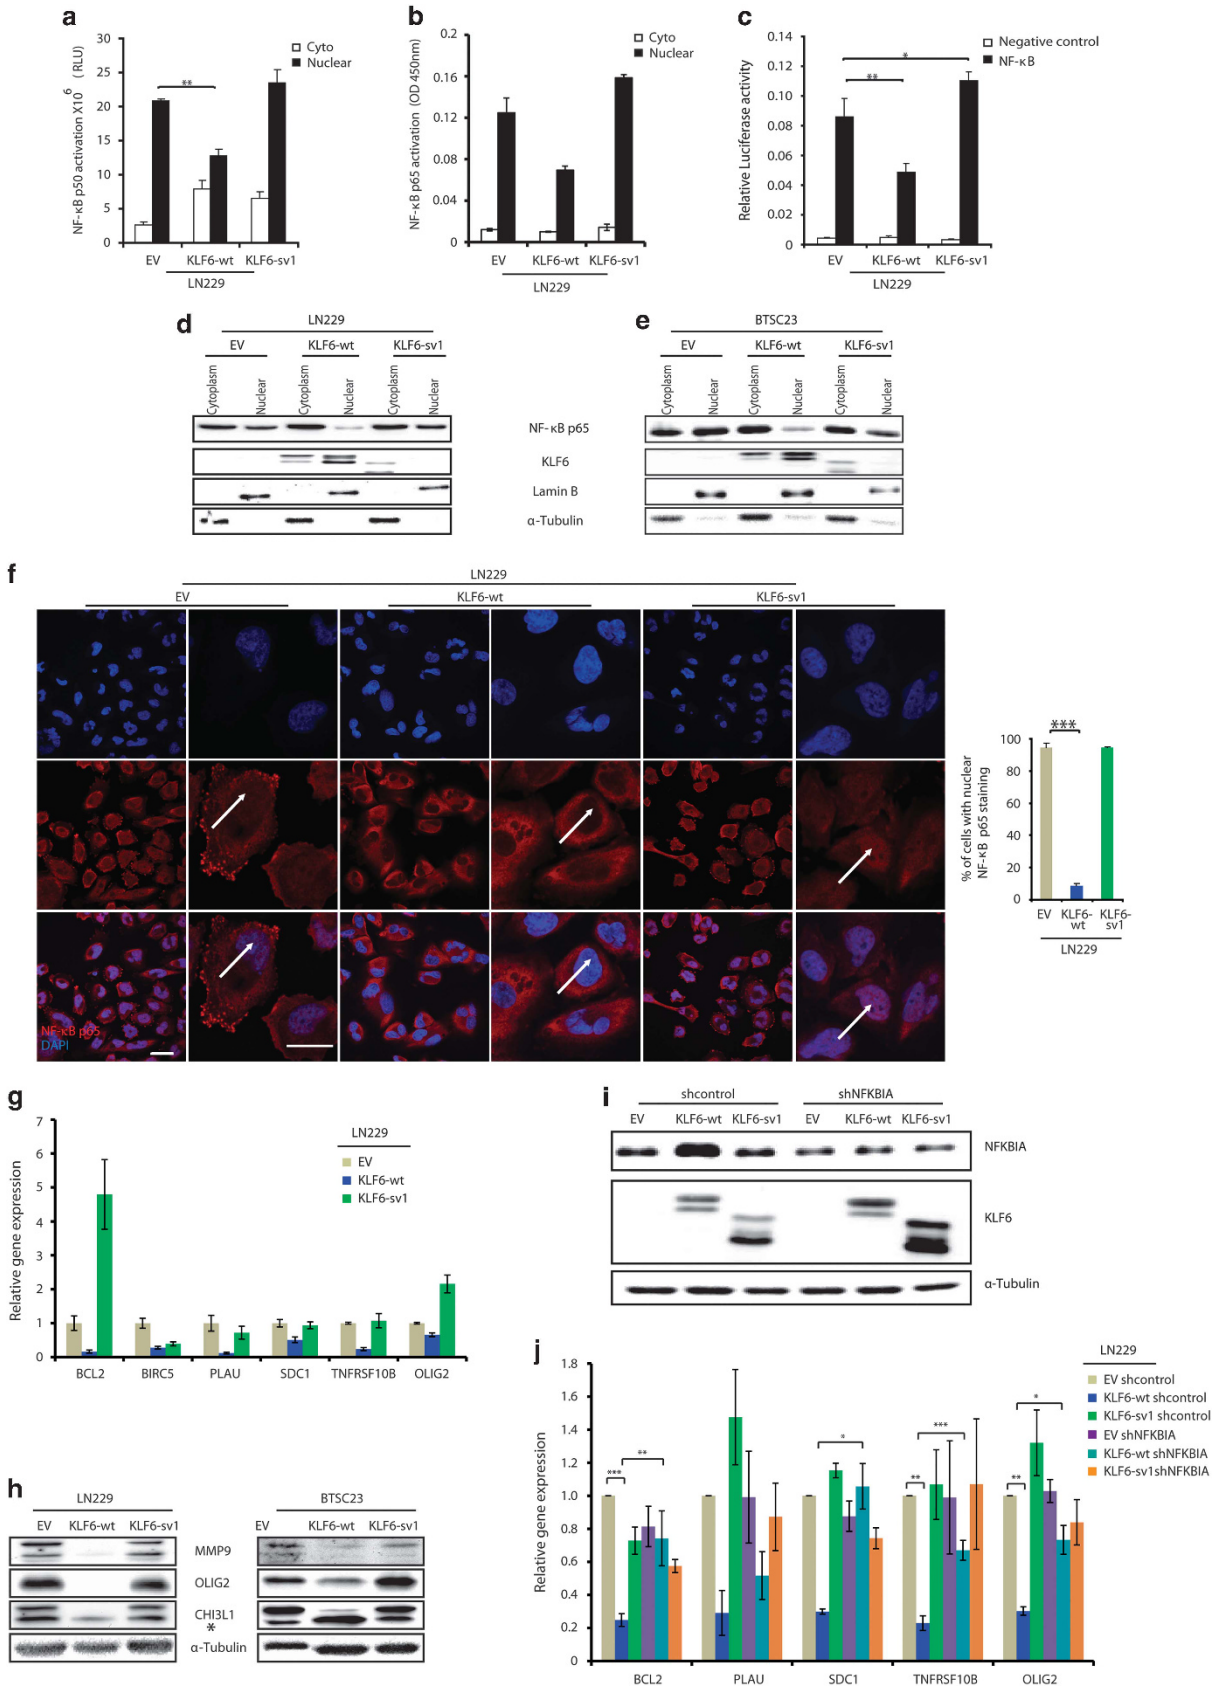 a
NF-κB p50 activation X10⁶ (RLU)
30
25
20
15
10
5
0
**
Cyto
Nuclear
EV
KLF6-wt
KLF6-sv1
LN229
b
NF-κB p65 activation (OD 450nm)
0.2
0.16
0.12
0.08
0.04
0
Cyto
Nuclear
EV
KLF6-wt
KLF6-sv1
LN229
c
Relative Luciferase activity
0.14
0.12
0.10
0.08
0.06
0.04
0.02
0
*
**
Negative control
NF-κB
EV
KLF6-wt
KLF6-sv1
LN229
d
LN229
EV
KLF6-wt
KLF6-sv1
Cytoplasm
Nuclear
Cytoplasm
Nuclear
Cytoplasm
Nuclear
NF-κB p65
KLF6
Lamin B
α-Tubulin
e
BTSC23
EV
KLF6-wt
KLF6-sv1
Cytoplasm
Nuclear
Cytoplasm
Nuclear
Cytoplasm
Nuclear
f
LN229
EV
KLF6-wt
KLF6-sv1
NF-κB p65
DAPI
% of cells with nuclear
NF-κB p65 staining
100
80
60
40
20
0
***
EV
KLF6-
wt
KLF6-
sv1
LN229
g
Relative gene expression
7
6
5
4
3
2
1
0
LN229
EV
KLF6-wt
KLF6-sv1
BCL2
BIRC5
PLAU
SDC1
TNFRSF10B
OLIG2
h
LN229
EV
KLF6-wt
KLF6-sv1
MMP9
OLIG2
CHI3L1
*
α-Tubulin
BTSC23
EV
KLF6-wt
KLF6-sv1
i
shcontrol
shNFKBIA
EV
KLF6-wt
KLF6-sv1
EV
KLF6-wt
KLF6-sv1
NFKBIA
KLF6
α-Tubulin
j
Relative gene expression
1.8
1.6
1.4
1.2
1.0
0.8
0.6
0.4
0.2
0
***
**
*
**
***
**
*
LN229
EV shcontrol
KLF6-wt shcontrol
KLF6-sv1 shcontrol
EV shNFKBIA
KLF6-wt shNFKBIA
KLF6-sv1shNFKBIA
BCL2
PLAU
SDC1
TNFRSF10B
OLIG2